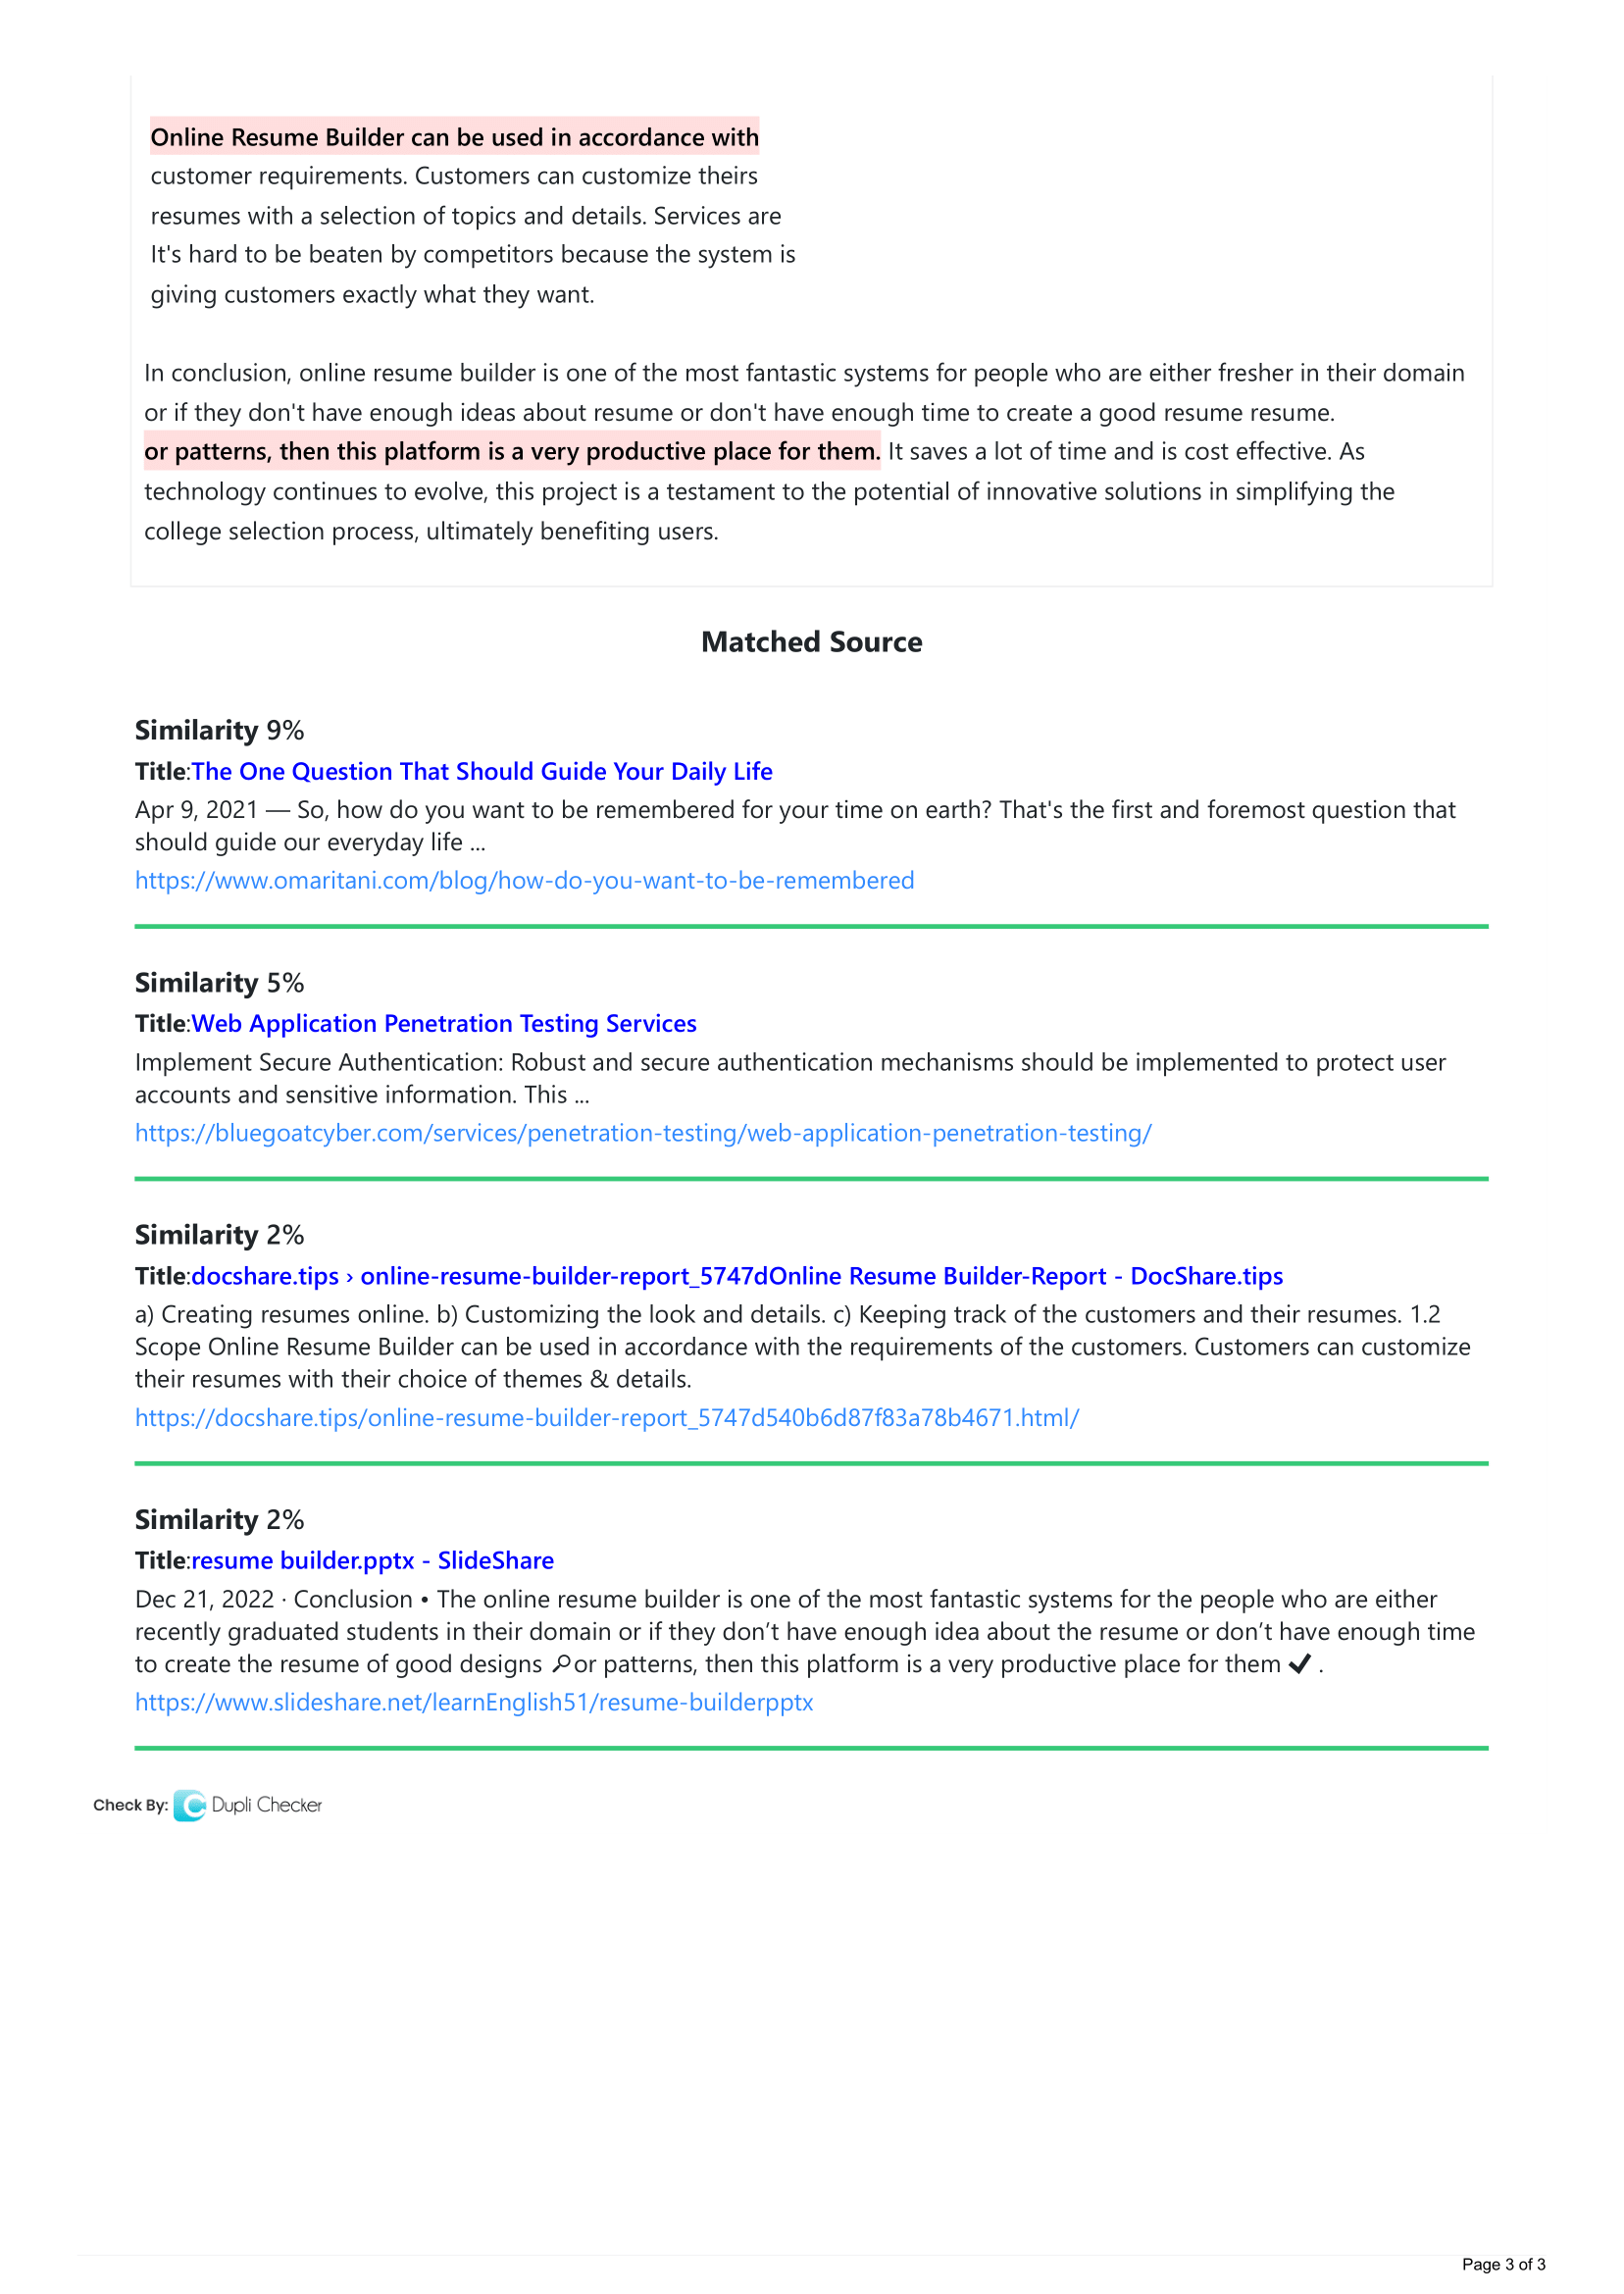 Online Resume Builder can be used in accordance with
customer requirements. Customers can customize theirs
resumes with a selection of topics and details. Services are
It's hard to be beaten by competitors because the system is
giving customers exactly what they want.
In conclusion, online resume builder is one of the most fantastic systems for people who are either fresher in their domain
or if they don't have enough ideas about resume or don't have enough time to create a good resume resume.
or patterns, then this platform is a very productive place for them. It saves a lot of time and is cost effective. As
technology continues to evolve, this project is a testament to the potential of innovative solutions in simplifying the
college selection process, ultimately benefiting users.
Matched Source
Similarity 9%
Title:The One Question That Should Guide Your Daily Life
Apr 9, 2021 — So, how do you want to be remembered for your time on earth? That's the first and foremost question that
should guide our everyday life ...
https://www.omaritani.com/blog/how-do-you-want-to-be-remembered
Similarity 5%
Title:Web Application Penetration Testing Services
Implement Secure Authentication: Robust and secure authentication mechanisms should be implemented to protect user
accounts and sensitive information. This ...
https://bluegoatcyber.com/services/penetration-testing/web-application-penetration-testing/
Similarity 2%
Title:docshare.tips › online-resume-builder-report_5747dOnline Resume Builder-Report - DocShare.tips
a) Creating resumes online. b) Customizing the look and details. c) Keeping track of the customers and their resumes. 1.2
Scope Online Resume Builder can be used in accordance with the requirements of the customers. Customers can customize
their resumes with their choice of themes & details.
https://docshare.tips/online-resume-builder-report_5747d540b6d87f83a78b4671.html/
Similarity 2%
Title:resume builder.pptx - SlideShare
Dec 21, 2022 · Conclusion • The online resume builder is one of the most fantastic systems for the people who are either
recently graduated students in their domain or if they don’t have enough idea about the resume or don’t have enough time
to create the resume of good designs 🔎or patterns, then this platform is a very productive place for them ✔ .
https://www.slideshare.net/learnEnglish51/resume-builderpptx
Check By: Dupli Checker
Page 3 of 3